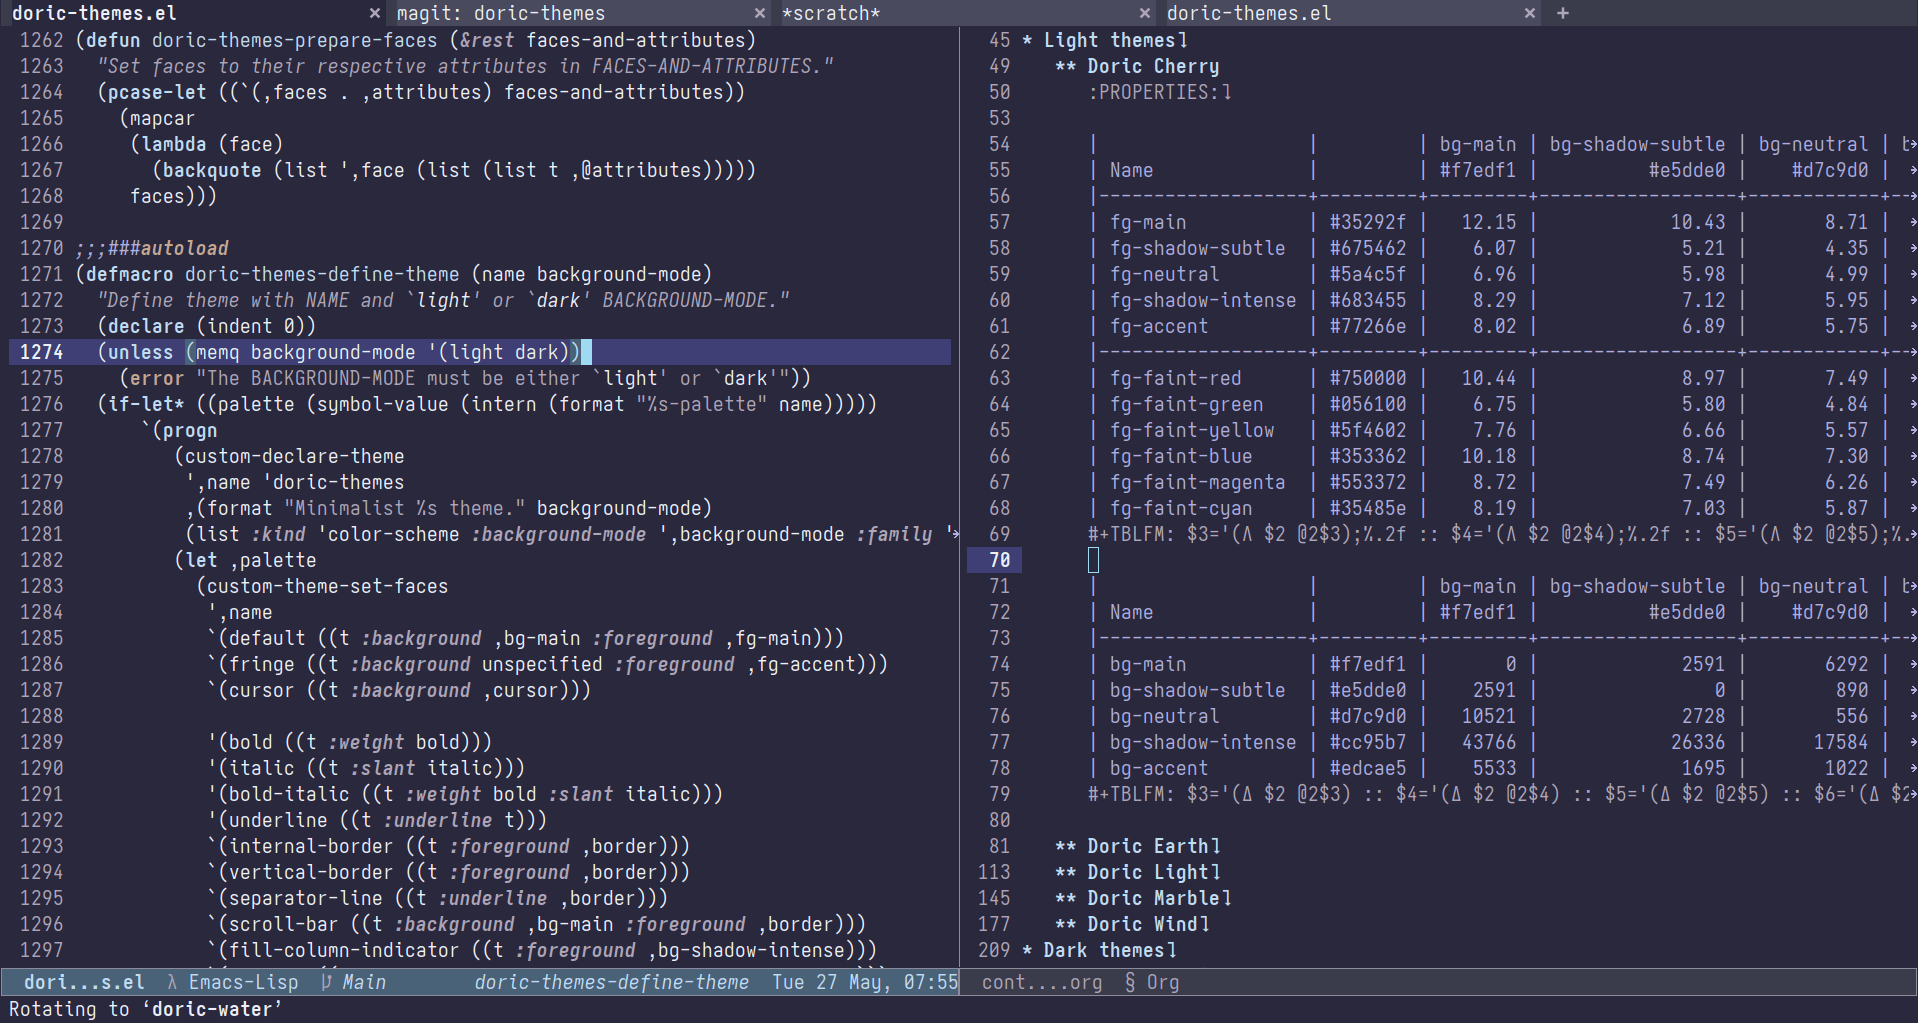 doric-themes.el × magit: doric-themes × *scratch* × doric-themes.el × +
1262 (defun doric-themes-prepare-faces (&rest faces-and-attributes)
1263   "Set faces to their respective attributes in FACES-AND-ATTRIBUTES."
1264   (pcase-let ((`(,faces . ,attributes) faces-and-attributes))
1265     (mapcar
1266      (lambda (face)
1267        (backquote (list ',face (list (list t ,@attributes)))))
1268      faces)))
1269
1270 ;;;###autoload
1271 (defmacro doric-themes-define-theme (name background-mode)
1272   "Define theme with NAME and `light' or `dark' BACKGROUND-MODE."
1273   (declare (indent 0))
1274   (unless (memq background-mode '(light dark))
1275     (error "The BACKGROUND-MODE must be either `light' or `dark'"))
1276   (if-let* ((palette (symbol-value (intern (format "%s-palette" name)))))
1277       `(progn
1278          (custom-declare-theme
1279           ',name 'doric-themes
1280           ,(format "Minimalist %s theme." background-mode)
1281           (list :kind 'color-scheme :background-mode ',background-mode :family '→
1282          (let ,palette
1283            (custom-theme-set-faces
1284             ',name
1285             `(default ((t :background ,bg-main :foreground ,fg-main)))
1286             `(fringe ((t :background unspecified :foreground ,fg-accent)))
1287             `(cursor ((t :background ,cursor)))
1288
1289             '(bold ((t :weight bold)))
1290             '(italic ((t :slant italic)))
1291             '(bold-italic ((t :weight bold :slant italic)))
1292             '(underline ((t :underline t)))
1293             `(internal-border ((t :foreground ,border)))
1294             `(vertical-border ((t :foreground ,border)))
1295             `(separator-line ((t :underline ,border)))
1296             `(scroll-bar ((t :background ,bg-main :foreground ,border)))
1297             `(fill-column-indicator ((t :foreground ,bg-shadow-intense)))
dori...s.el λ Emacs-Lisp Main doric-themes-define-theme Tue 27 May, 07:55
45 * Light themes⤵
49    ** Doric Cherry
50       :PROPERTIES:⤵
53
54       |                   |         | bg-main | bg-shadow-subtle | bg-neutral | b→
55       | Name              |         | #f7edf1 |          #e5dde0 |    #d7c9d0 | →
56       |-------------------+---------+---------+------------------+------------+--→
57       | fg-main           | #35292f |   12.15 |            10.43 |       8.71 | →
58       | fg-shadow-subtle  | #675462 |    6.07 |             5.21 |       4.35 | →
59       | fg-neutral        | #5a4c5f |    6.96 |             5.98 |       4.99 | →
60       | fg-shadow-intense | #683455 |    8.29 |             7.12 |       5.95 | →
61       | fg-accent         | #77266e |    8.02 |             6.89 |       5.75 | →
62       |-------------------+---------+---------+------------------+------------+--→
63       | fg-faint-red      | #750000 |   10.44 |             8.97 |       7.49 | →
64       | fg-faint-green    | #056100 |    6.75 |             5.80 |       4.84 | →
65       | fg-faint-yellow   | #5f4602 |    7.76 |             6.66 |       5.57 | →
66       | fg-faint-blue     | #353362 |   10.18 |             8.74 |       7.30 | →
67       | fg-faint-magenta  | #553372 |    8.72 |             7.49 |       6.26 | →
68       | fg-faint-cyan     | #35485e |    8.19 |             7.03 |       5.87 | →
69       #+TBLFM: $3='(Λ $2 @2$3);%.2f :: $4='(Λ $2 @2$4);%.2f :: $5='(Λ $2 @2$5);%.→
70
71       |                   |         | bg-main | bg-shadow-subtle | bg-neutral | b→
72       | Name              |         | #f7edf1 |          #e5dde0 |    #d7c9d0 | →
73       |-------------------+---------+---------+------------------+------------+--→
74       | bg-main           | #f7edf1 |       0 |             2591 |       6292 | →
75       | bg-shadow-subtle  | #e5dde0 |    2591 |                0 |        890 | →
76       | bg-neutral        | #d7c9d0 |   10521 |             2728 |        556 | →
77       | bg-shadow-intense | #cc95b7 |   43766 |            26336 |      17584 | →
78       | bg-accent         | #edcae5 |    5533 |             1695 |       1022 | →
79       #+TBLFM: $3='(Δ $2 @2$3) :: $4='(Δ $2 @2$4) :: $5='(Δ $2 @2$5) :: $6='(Δ $2→
80
81    ** Doric Earth⤵
113    ** Doric Light⤵
145    ** Doric Marble⤵
177    ** Doric Wind⤵
209 * Dark themes⤵
cont....org § Org
Rotating to ‘doric-water’